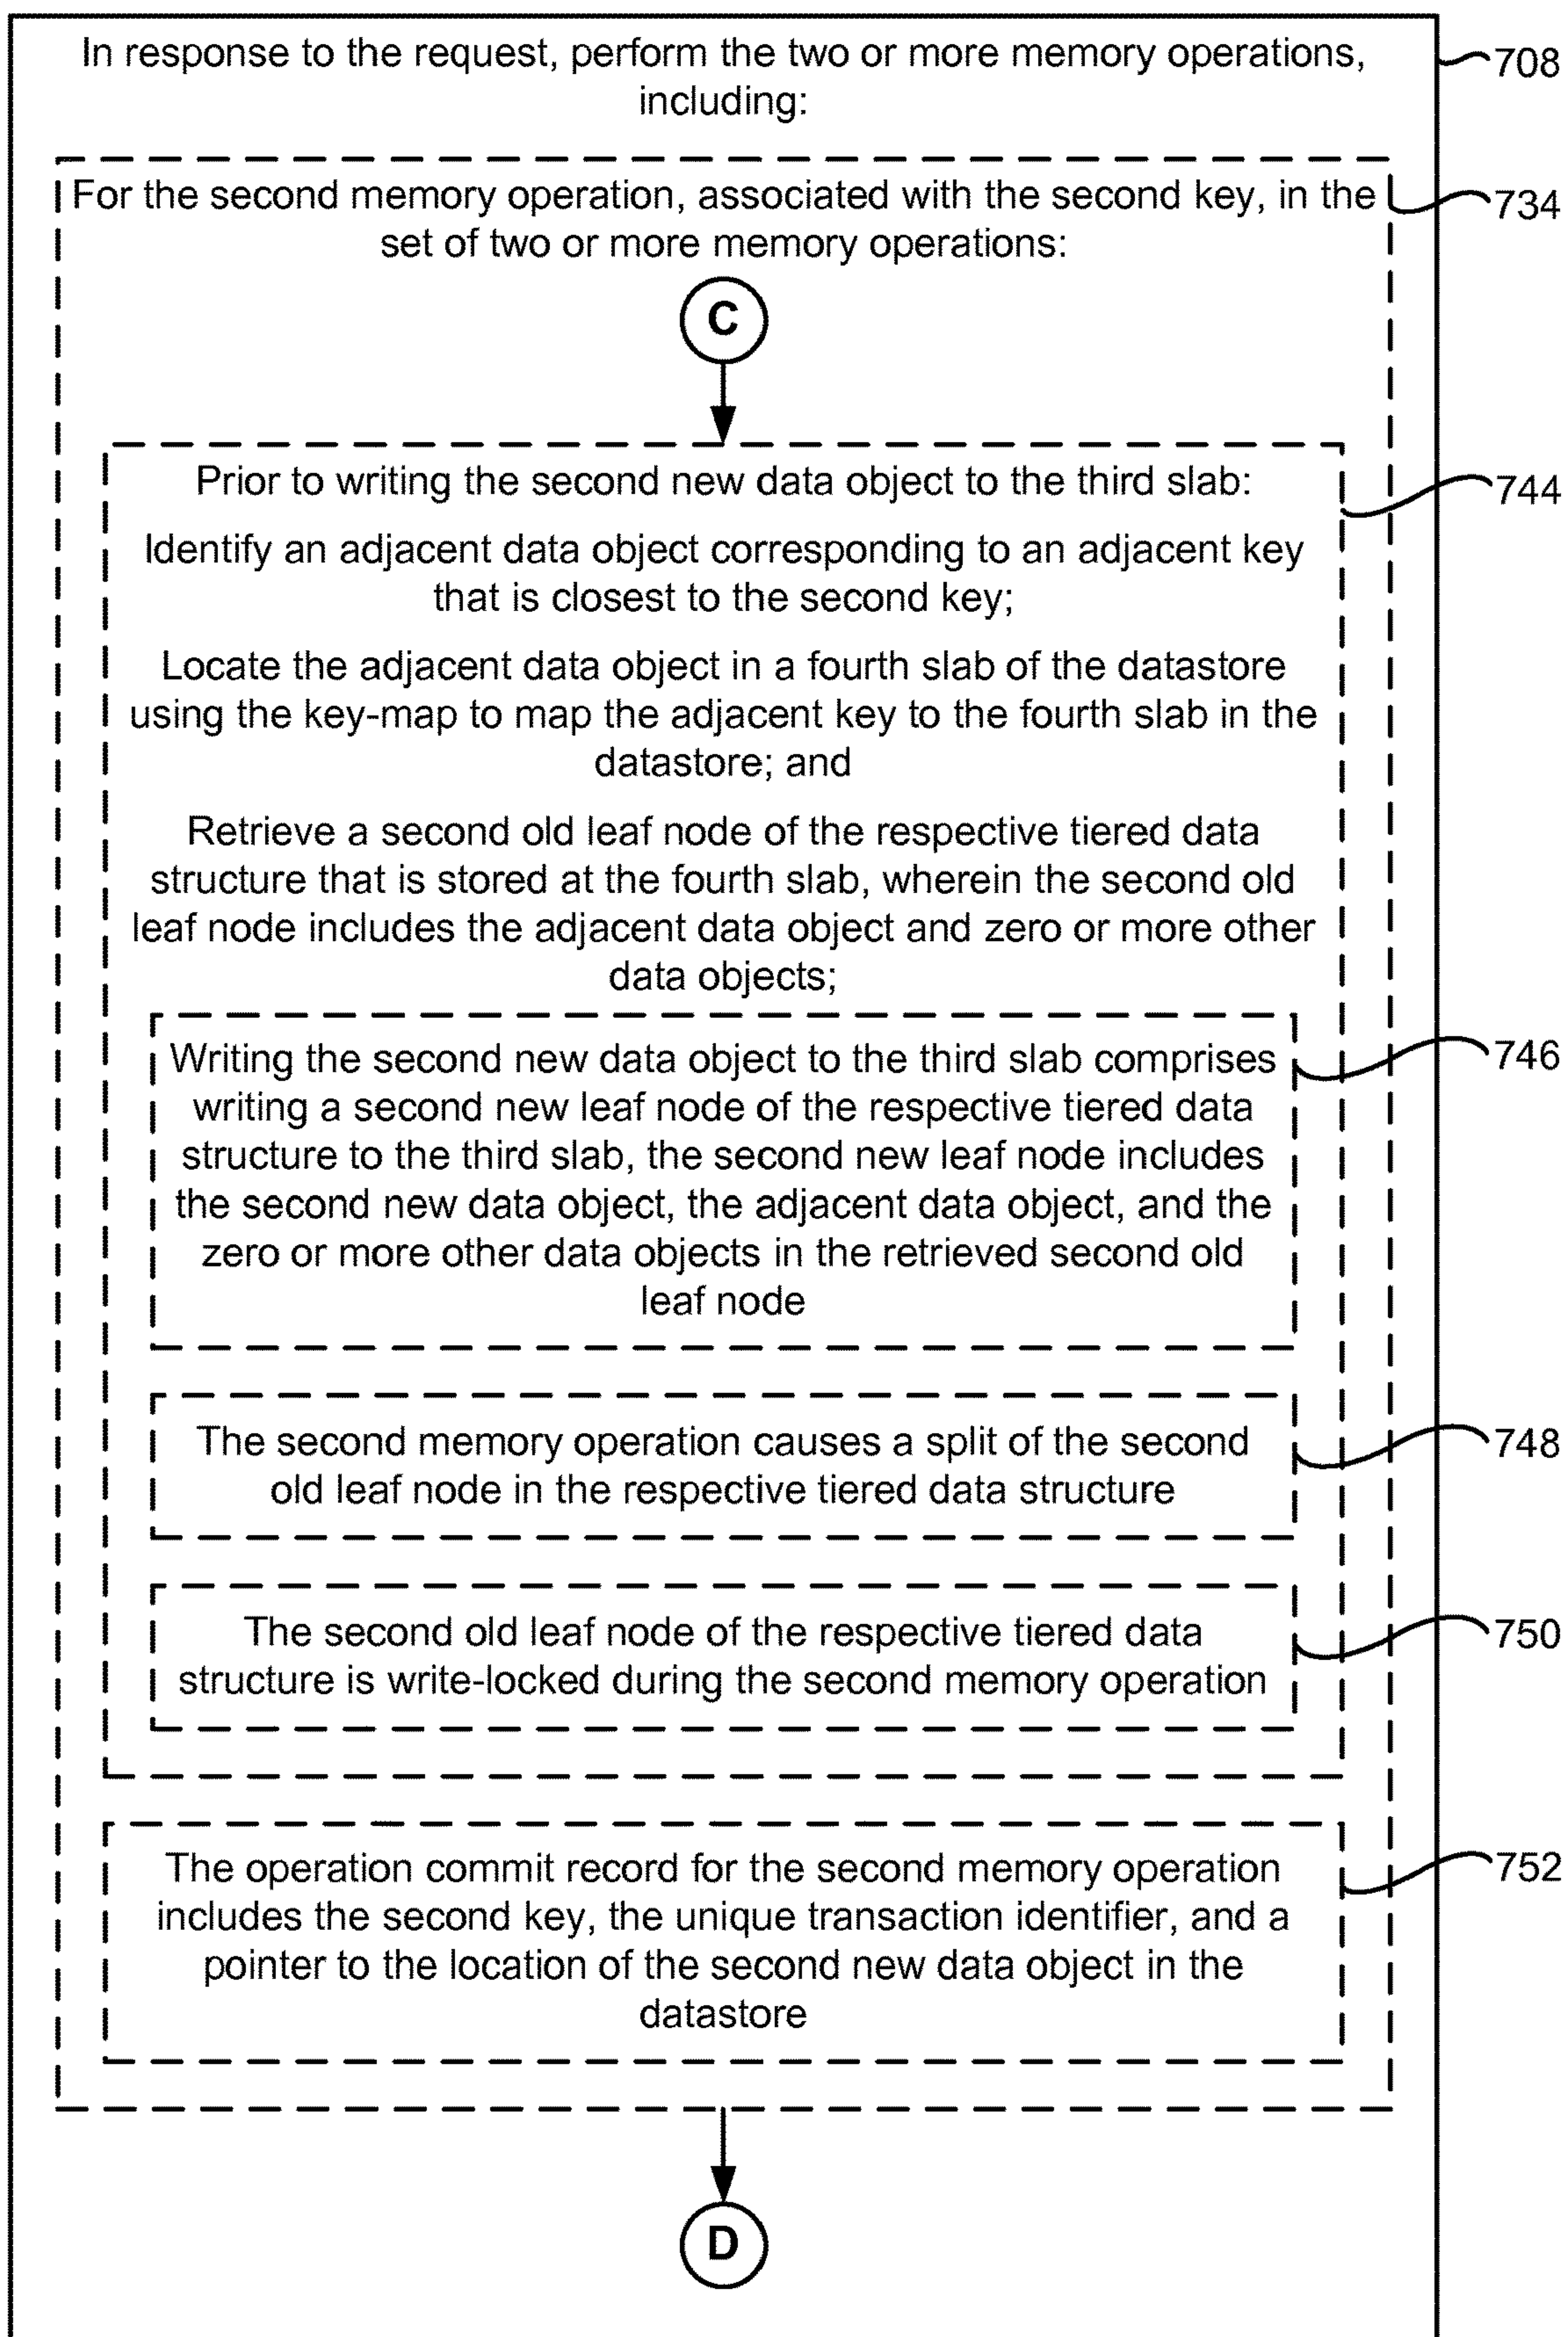 In response to the request, perform the two or more memory operations,
including:
708
For the second memory operation, associated with the second key, in the
set of two or more memory operations:
734
C
Prior to writing the second new data object to the third slab:
744
Identify an adjacent data object corresponding to an adjacent key
that is closest to the second key;
Locate the adjacent data object in a fourth slab of the datastore
using the key-map to map the adjacent key to the fourth slab in the
datastore; and
Retrieve a second old leaf node of the respective tiered data
structure that is stored at the fourth slab, wherein the second old
leaf node includes the adjacent data object and zero or more other
data objects;
Writing the second new data object to the third slab comprises
746
writing a second new leaf node of the respective tiered data
structure to the third slab, the second new leaf node includes
the second new data object, the adjacent data object, and the
zero or more other data objects in the retrieved second old
leaf node
The second memory operation causes a split of the second
748
old leaf node in the respective tiered data structure
The second old leaf node of the respective tiered data
750
structure is write-locked during the second memory operation
The operation commit record for the second memory operation
752
includes the second key, the unique transaction identifier, and a
pointer to the location of the second new data object in the
datastore
D